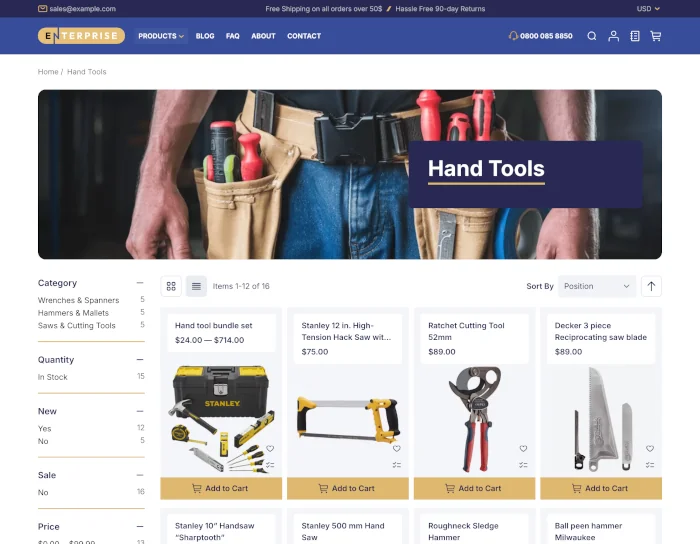 sales@example.com
Free Shipping on all orders over 50$ / Hassle Free 90-day Returns
USD
ENTERPRISE
PRODUCTS
BLOG
FAQ
ABOUT
CONTACT
0800 085 8850
Home / Hand Tools
Hand Tools
Category
Wrenches & Spanners 5
Hammers & Mallets 5
Saws & Cutting Tools 5
Quantity
In Stock 15
New
Yes 12
No 5
Sale
No 16
Price
$0.00 - $99.99 13
Items 1-12 of 16
Sort By
Position
Hand tool bundle set
$24.00 — $714.00
STANLEY
Add to Cart
Stanley 12 in. High-
Tension Hack Saw wit...
$75.00
Add to Cart
Ratchet Cutting Tool
52mm
$89.00
Add to Cart
Decker 3 piece
Reciprocating saw blade
$89.00
Add to Cart
Stanley 10” Handsaw
“Sharptooth”
Stanley 500 mm Hand
Saw
Roughneck Sledge
Hammer
Ball peen hammer
Milwaukee